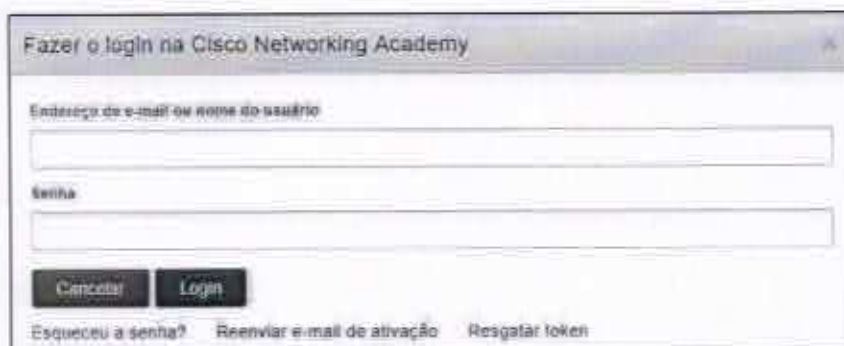 Fazer o login na Cisco Networking Academy ×
Endereço de e-mail ou nome do usuário
Senha
Cancelar Login
Esqueceu a senha? Reenviar e-mail de ativação Resgatar token